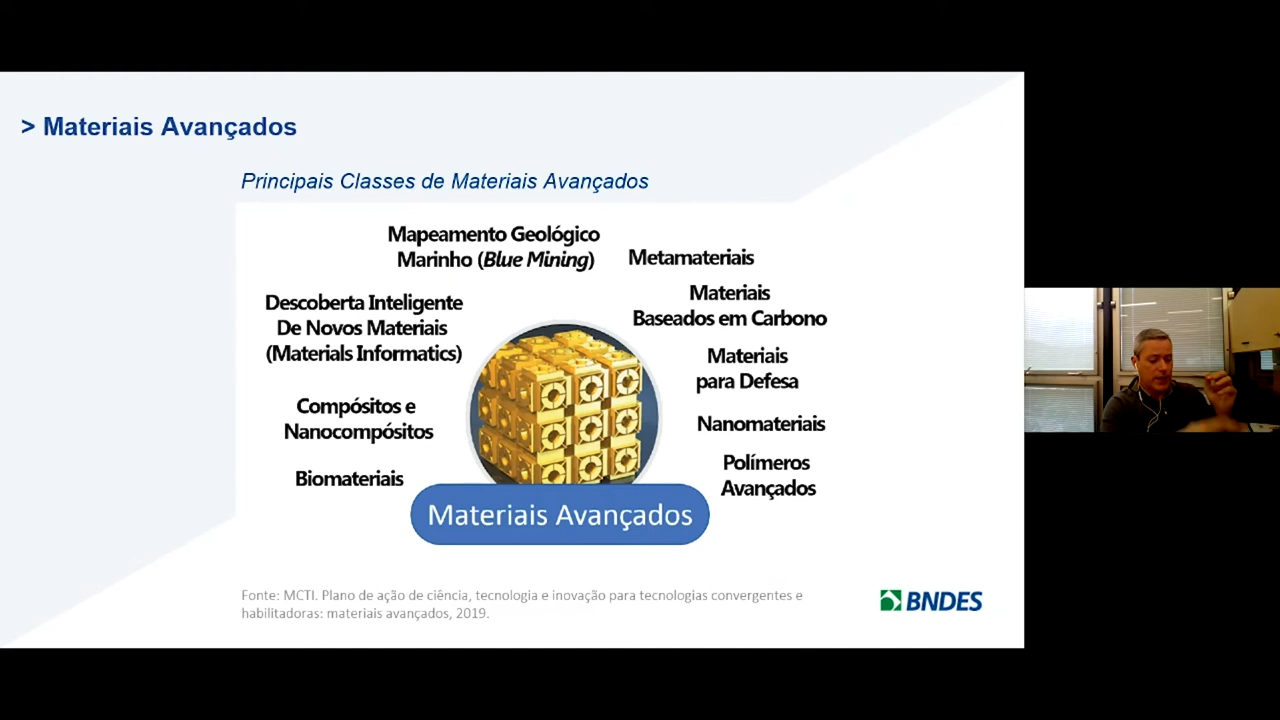 > Materiais Avançados
Principais Classes de Materiais Avançados
Mapeamento Geológico
Marinho (Blue Mining)
Metamateriais
Materiais
Baseados em Carbono
Descoberta Inteligente
De Novos Materiais
(Materials Informatics)
Materiais
para Defesa
Compósitos e
Nanocompósitos
Nanomateriais
Biomateriais
Polímeros
Avançados
Materiais Avançados
Fonte: MCTI. Plano de ação de ciência, tecnologia e inovação para tecnologias convergentes e
habilitadoras: materiais avançados, 2019.
BNDES